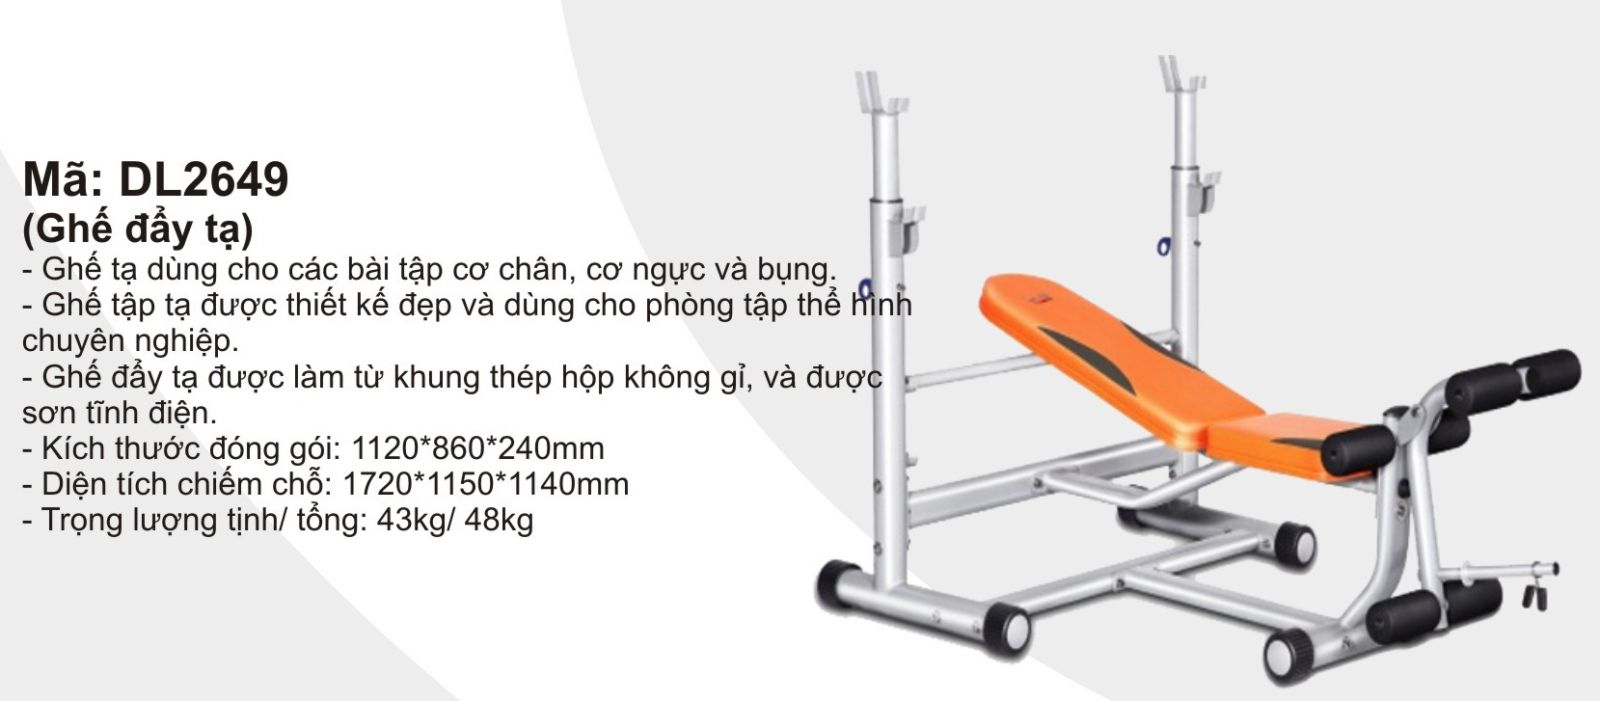 Mã: DL2649
(Ghế đẩy tạ)
- Ghế tạ dùng cho các bài tập cơ chân, cơ ngực và bụng.
- Ghế tập tạ được thiết kế đẹp và dùng cho phòng tập thể hình
chuyên nghiệp.
- Ghế đẩy tạ được làm từ khung thép hộp không gỉ, và được
sơn tĩnh điện.
- Kích thước đóng gói: 1120*860*240mm
- Diện tích chiếm chỗ: 1720*1150*1140mm
- Trọng lượng tịnh/ tổng: 43kg/ 48kg